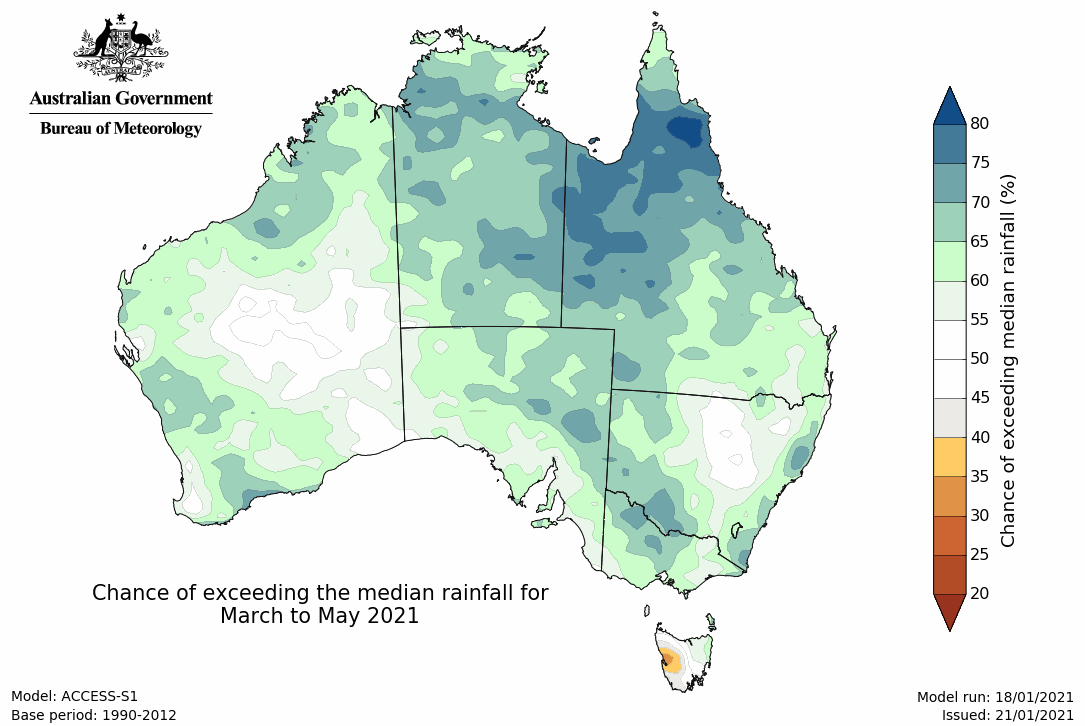 AUSTRALIA
Australian Government
Bureau of Meteorology
80
75
70
65
60
55
50
45
40
35
30
25
20
Chance of exceeding median rainfall (%)
Chance of exceeding the median rainfall for
March to May 2021
Model: ACCESS-S1
Base period: 1990-2012
Model run: 18/01/2021
Issued: 21/01/2021